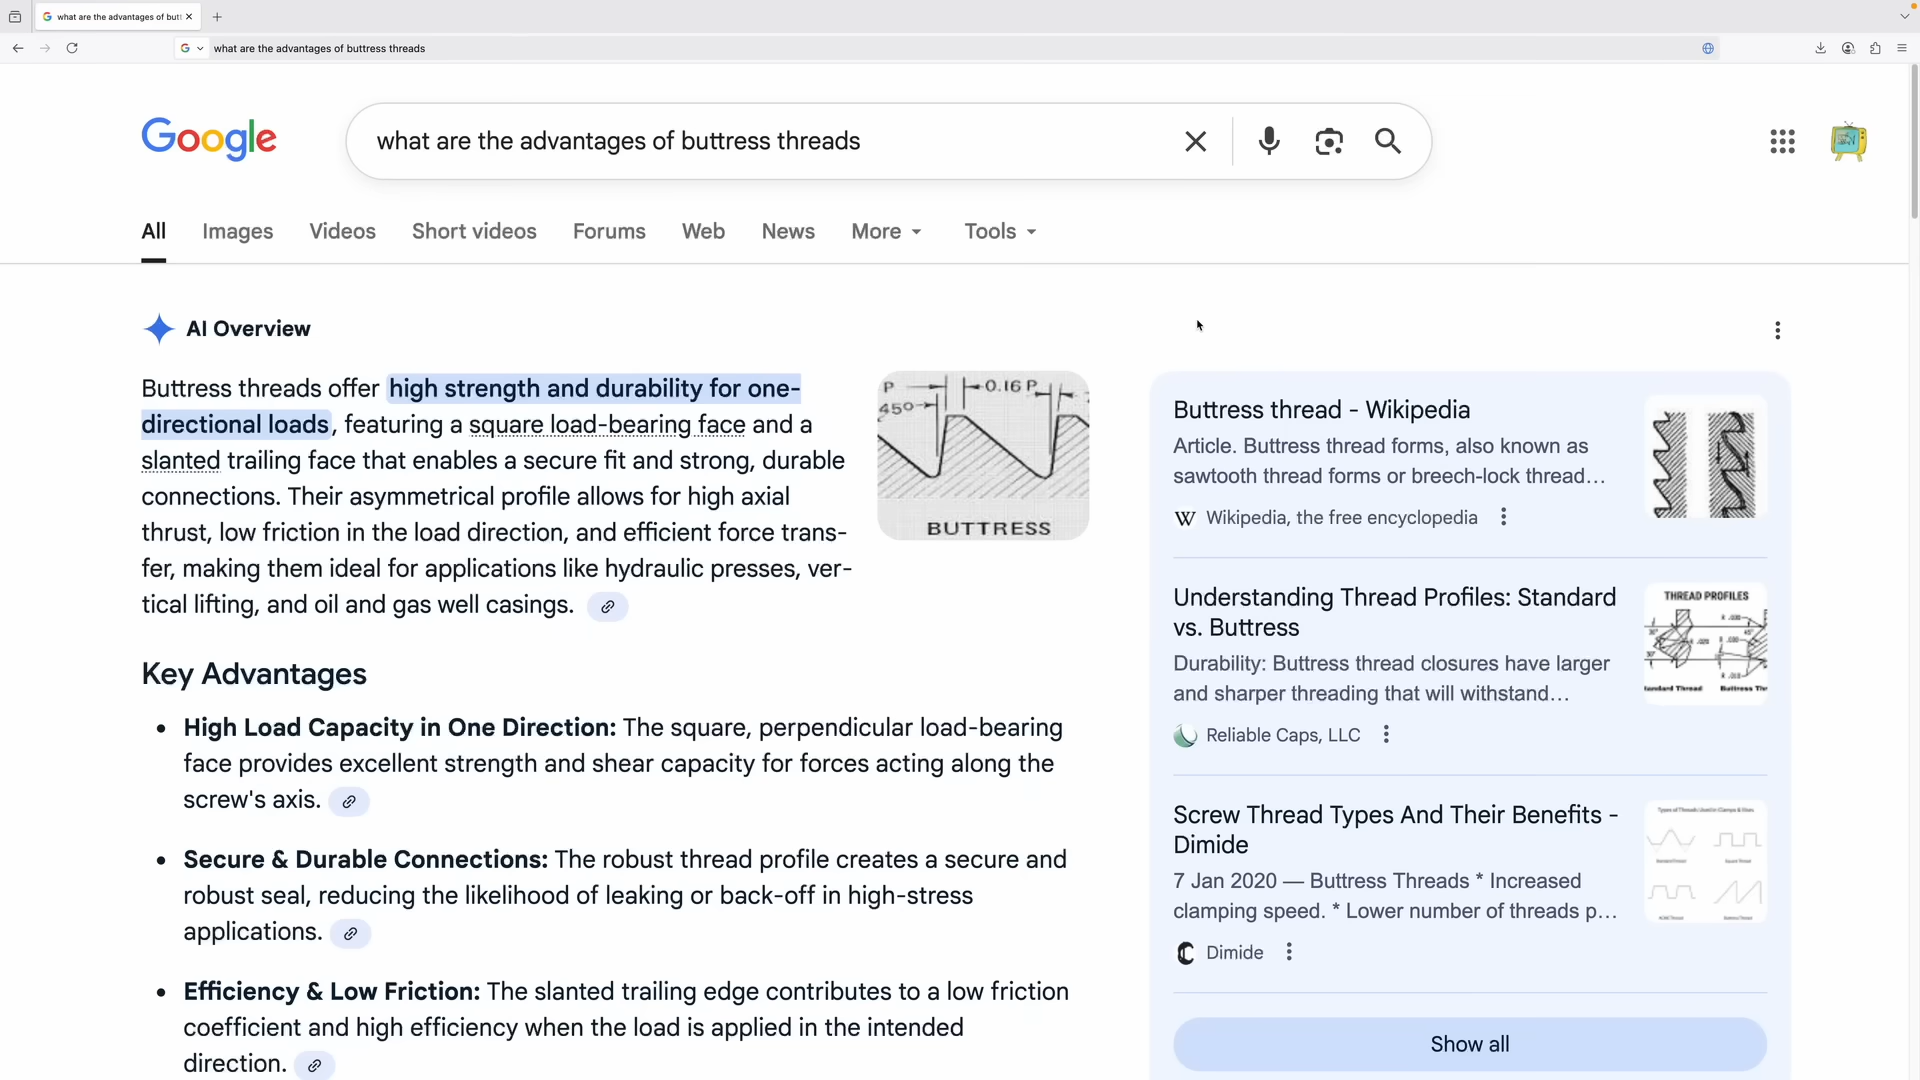 what are the advantages of butt
what are the advantages of buttress threads
Google
what are the advantages of buttress threads
All Images Videos Short videos Forums Web News More Tools
AI Overview
Buttress threads offer high strength and durability for one-
directional loads, featuring a square load-bearing face and a
slanted trailing face that enables a secure fit and strong, durable
connections. Their asymmetrical profile allows for high axial
thrust, low friction in the load direction, and efficient force trans-
fer, making them ideal for applications like hydraulic presses, ver-
tical lifting, and oil and gas well casings.
P 0.16 P
45°
BUTTRESS
Key Advantages
• High Load Capacity in One Direction: The square, perpendicular load-bearing
face provides excellent strength and shear capacity for forces acting along the
screw's axis.
• Secure & Durable Connections: The robust thread profile creates a secure and
robust seal, reducing the likelihood of leaking or back-off in high-stress
applications.
• Efficiency & Low Friction: The slanted trailing edge contributes to a low friction
coefficient and high efficiency when the load is applied in the intended
direction.
Buttress thread - Wikipedia
Article. Buttress thread forms, also known as
sawtooth thread forms or breech-lock thread...
W Wikipedia, the free encyclopedia
Understanding Thread Profiles: Standard
vs. Buttress
Durability: Buttress thread closures have larger
and sharper threading that will withstand...
Reliable Caps, LLC
THREAD PROFILES
Screw Thread Types And Their Benefits -
Dimide
7 Jan 2020 — Buttress Threads * Increased
clamping speed. * Lower number of threads p...
Dimide
Show all